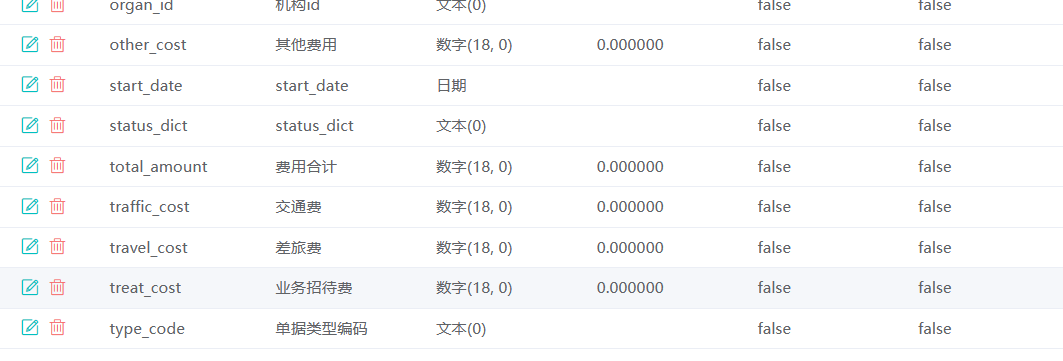 organ_id 机构id 文本(0) false false
other_cost 其他费用 数字(18, 0) 0.000000 false false
start_date start_date 日期 false false
status_dict status_dict 文本(0) false false
total_amount 费用合计 数字(18, 0) 0.000000 false false
traffic_cost 交通费 数字(18, 0) 0.000000 false false
travel_cost 差旅费 数字(18, 0) 0.000000 false false
treat_cost 业务招待费 数字(18, 0) 0.000000 false false
type_code 单据类型编码 文本(0) false false